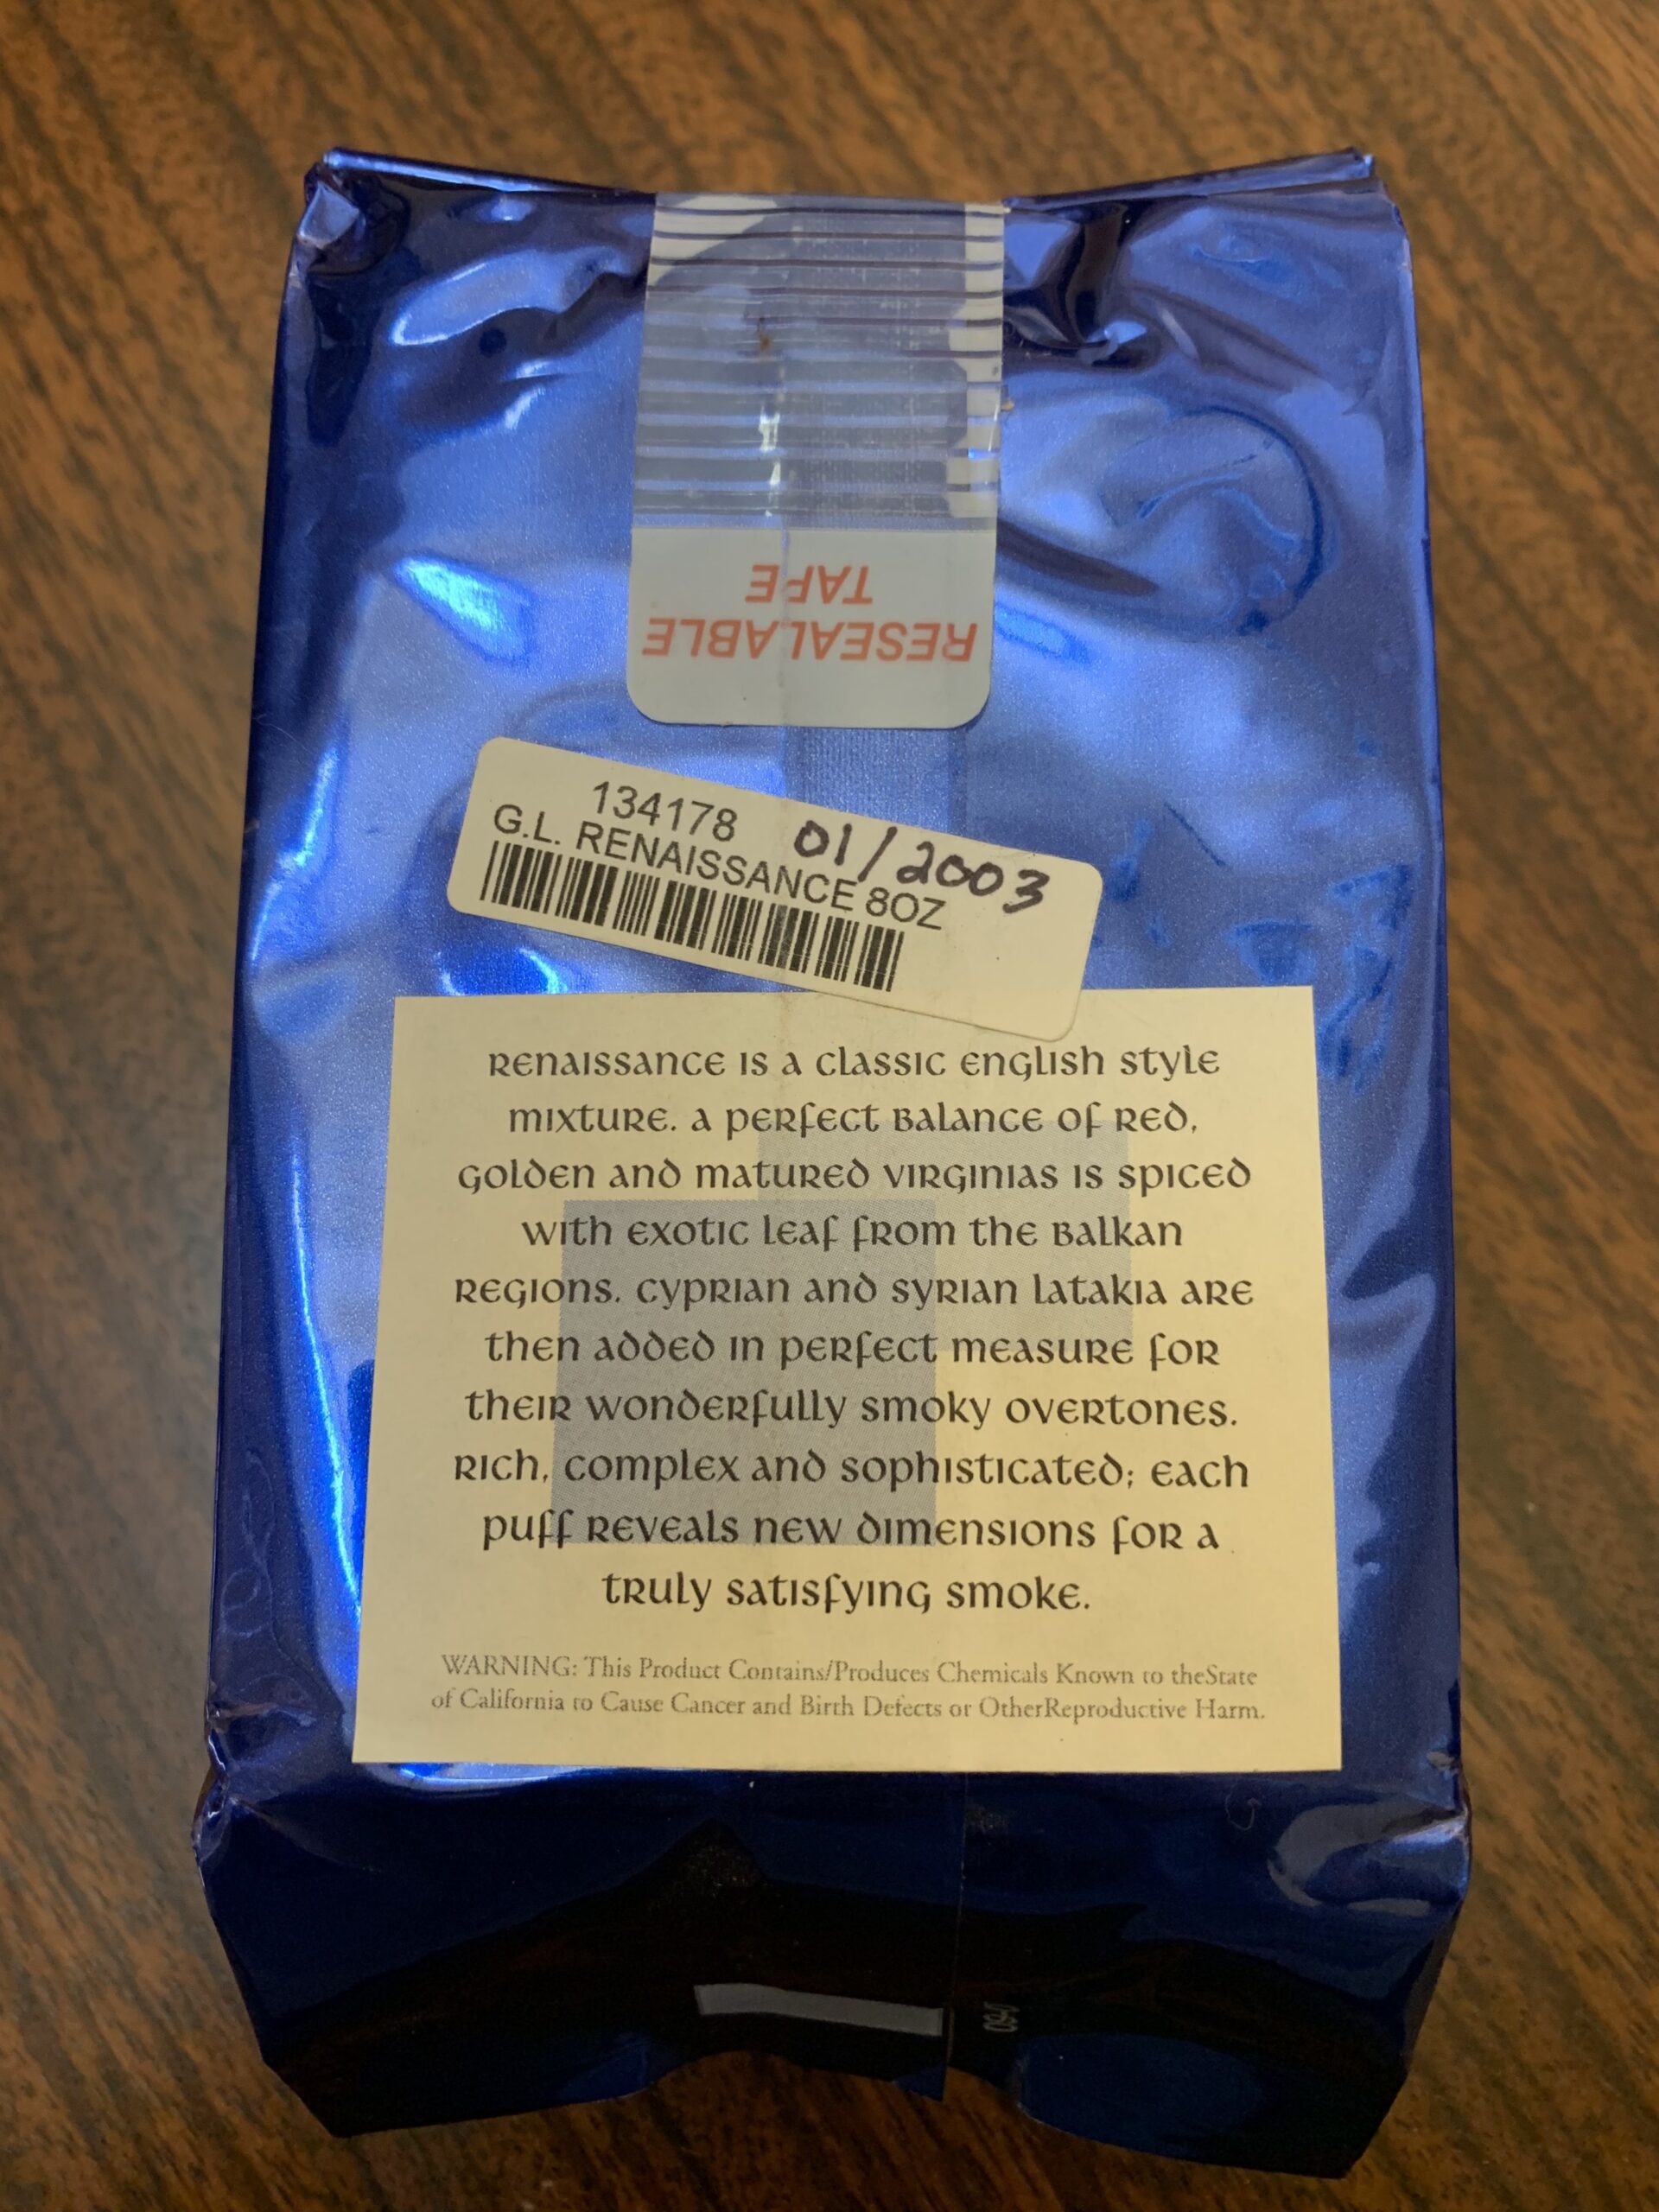 RESEALABLE
TAPE
134178 01/2003
G.L. RENAISSANCE 8OZ
Renaissance is a classic English style
mixture. A perfect balance of red,
golden and matured Virginias is spiced
with exotic leaf from the Balkan
regions. Cyprian and Syrian Latakia are
then added in perfect measure for
their wonderfully smoky overtones.
Rich, complex and sophisticated; each
puff reveals new dimensions for a
truly satisfying smoke.
WARNING: This Product Contains/Produces Chemicals Known to theState
of California to Cause Cancer and Birth Defects or OtherReproductive Harm.